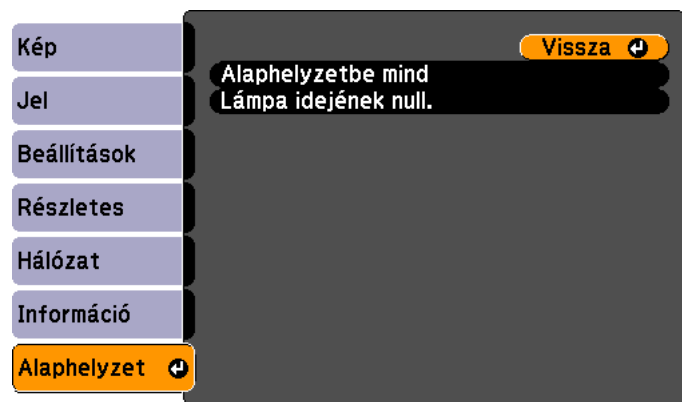 Kép
Jel
Beállítások
Részletes
Hálózat
Információ
Alaphelyzet
Vissza
Alaphelyzetbe mind
Lámpa idejének null.